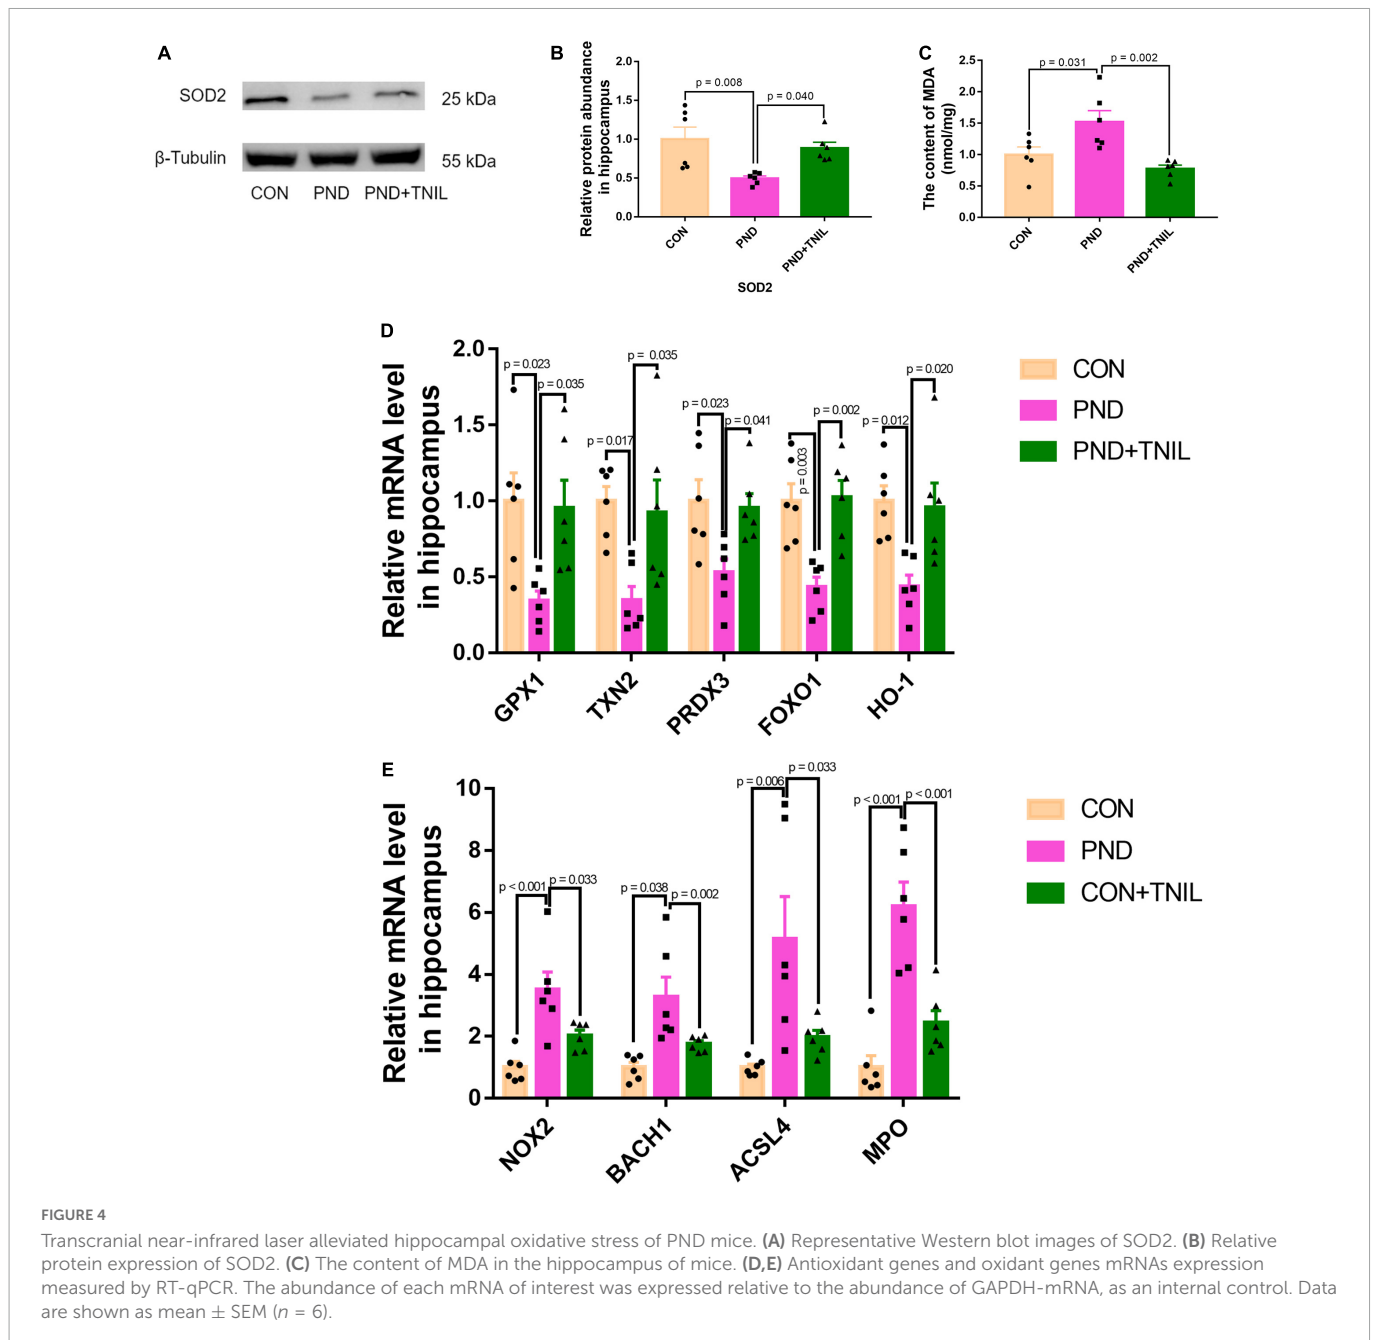 A
SOD2
25 kDa
β-Tubulin
55 kDa
CON PND PND+TNIL
B
Relative protein abundance
in hippocampus
2.0
1.5
1.0
0.5
0.0
p = 0.008
p = 0.040
CON
PND
PND+TNIL
SOD2
C
The content of MDA
(nmol/mg)
2.5
2.0
1.5
1.0
0.5
0.0
p = 0.031
p = 0.002
CON
PND
PND+TNIL
D
Relative mRNA level
in hippocampus
2.0
1.5
1.0
0.5
0.0
p = 0.023
p = 0.035
p = 0.017
p = 0.035
p = 0.023
p = 0.041
p = 0.003
p = 0.002
p = 0.012
p = 0.020
GPX1
TXN2
PRDX3
FOXO1
HO-1
CON
PND
PND+TNIL
E
Relative mRNA level
in hippocampus
10
8
6
4
2
0
p < 0.001
p = 0.033
p = 0.038
p = 0.002
p = 0.006
p = 0.033
p < 0.001
p < 0.001
NOX2
BACH1
ACSL4
MPO
CON
PND
CON+TNIL
FIGURE 4
Transcranial near-infrared laser alleviated hippocampal oxidative stress of PND mice. (A) Representative Western blot images of SOD2. (B) Relative
protein expression of SOD2. (C) The content of MDA in the hippocampus of mice. (D,E) Antioxidant genes and oxidant genes mRNAs expression
measured by RT-qPCR. The abundance of each mRNA of interest was expressed relative to the abundance of GAPDH-mRNA, as an internal control. Data
are shown as mean ± SEM (n = 6).